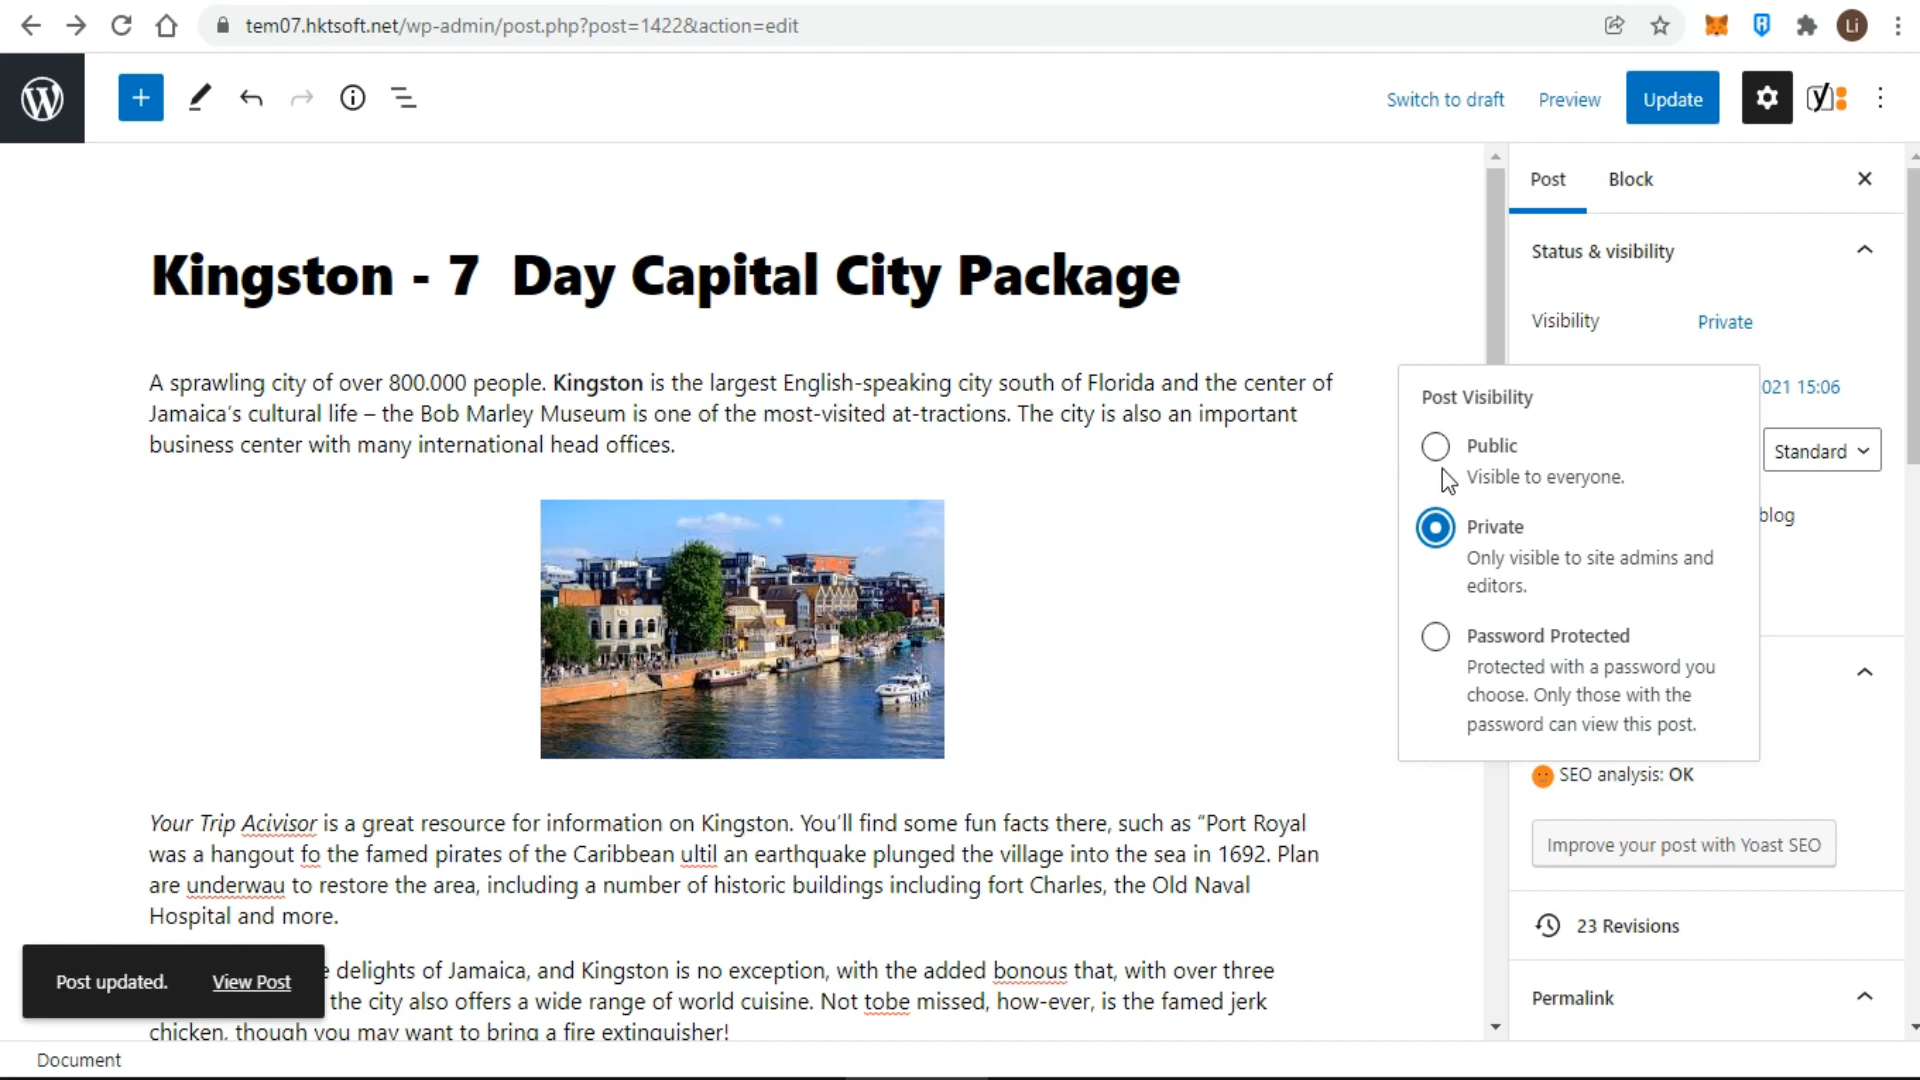 tem07.hktsoft.net/wp-admin/post.php?post=1422&action=edit
Li
Switch to draft
Preview
Update
Post
Block
Kingston - 7 Day Capital City Package
A sprawling city of over 800.000 people. Kingston is the largest English-speaking city south of Florida and the center of
Jamaica's cultural life – the Bob Marley Museum is one of the most-visited at-tractions. The city is also an important
business center with many international head offices.
Your Trip Acivisor is a great resource for information on Kingston. You'll find some fun facts there, such as “Port Royal
was a hangout fo the famed pirates of the Caribbean ultil an earthquake plunged the village into the sea in 1692. Plan
are underwau to restore the area, including a number of historic buildings including fort Charles, the Old Naval
Hospital and more.
delights of Jamaica, and Kingston is no exception, with the added bonous that, with over three
the city also offers a wide range of world cuisine. Not tobe missed, how-ever, is the famed jerk
chicken, though you may want to bring a fire extinguisher!
Post updated.
View Post
Document
Status & visibility
Visibility
Private
021 15:06
Standard
blog
Post Visibility
Public
Visible to everyone.
Private
Only visible to site admins and
editors.
Password Protected
Protected with a password you
choose. Only those with the
password can view this post.
SEO analysis: OK
Improve your post with Yoast SEO
23 Revisions
Permalink